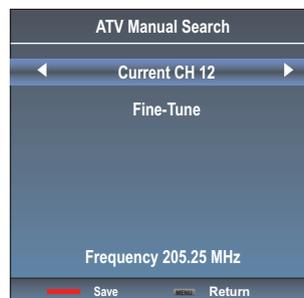 ATV Manual Search
Current CH 12
Fine-Tune
Frequency 205.25 MHz
Save MENU Return